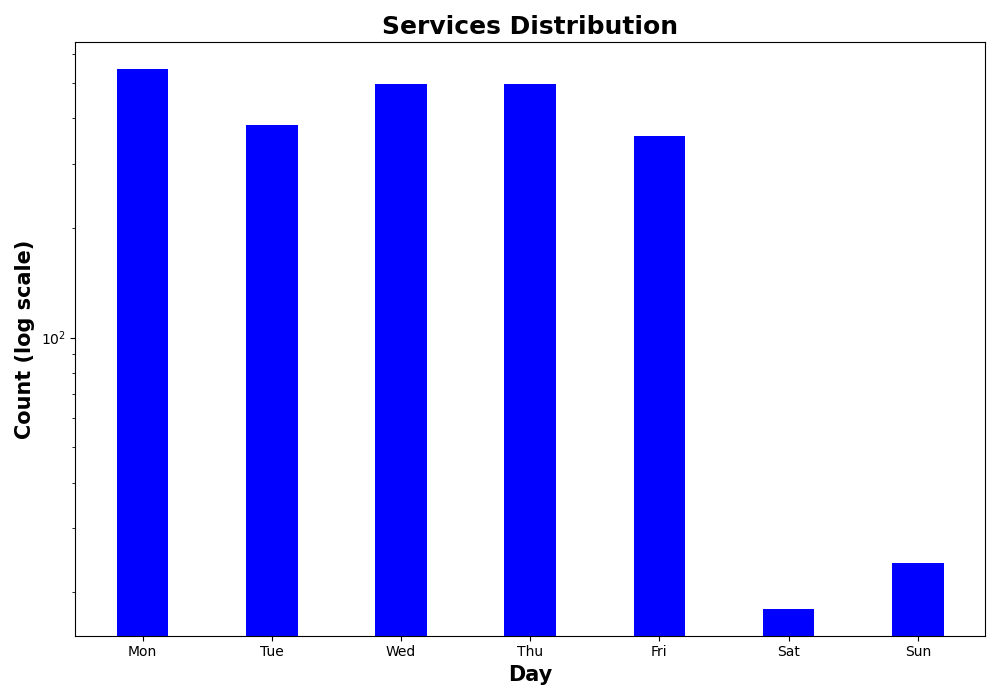 Services Distribution
Count (log scale)
10²
Mon Tue Wed Thu Fri Sat Sun
Day